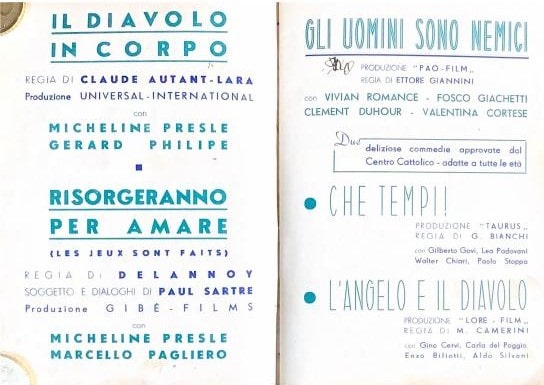 IL DIAVOLO
IN CORPO
REGIA DI CLAUDE AUTANT-LARA
Produzione UNIVERSAL-INTERNATIONAL
con
MICHELINE PRESLE
GERARD PHILIPE
RISORGERANNO
PER AMARE
(LES JEUX SONT FAITS)
REGIA DI DELANNOY
SOGGETTO E DIALOGHI DI PAUL SARTRE
Produzione GIBÉ-FILMS
con
MICHELINE PRESLE
MARCELLO PAGLIERO
GLI UOMINI SONO NEMICI
PRODUZIONE "PAO-FILM„
REGIA DI ETTORE GIANNINI
con VIVIAN ROMANCE - FOSCO GIACHETTI
CLEMENT DUHOUR - VALENTINA CORTESE
Due deliziose commedie approvate dal
Centro Cattolico - adatte a tutte le età
CHE TEMPI!
PRODUZIONE "TAURUS„
REGIA DI G. BIANCHI
con Gilberto Govi, Lea Padovani
Walter Chiari, Paolo Stoppa
L'ANGELO E IL DIAVOLO
PRODUZIONE "LORE-FILM„
REGIA DI M. CAMERINI
con Gino Cervi, Carla del Poggio,
Enzo Biliotti, Aldo Silvani